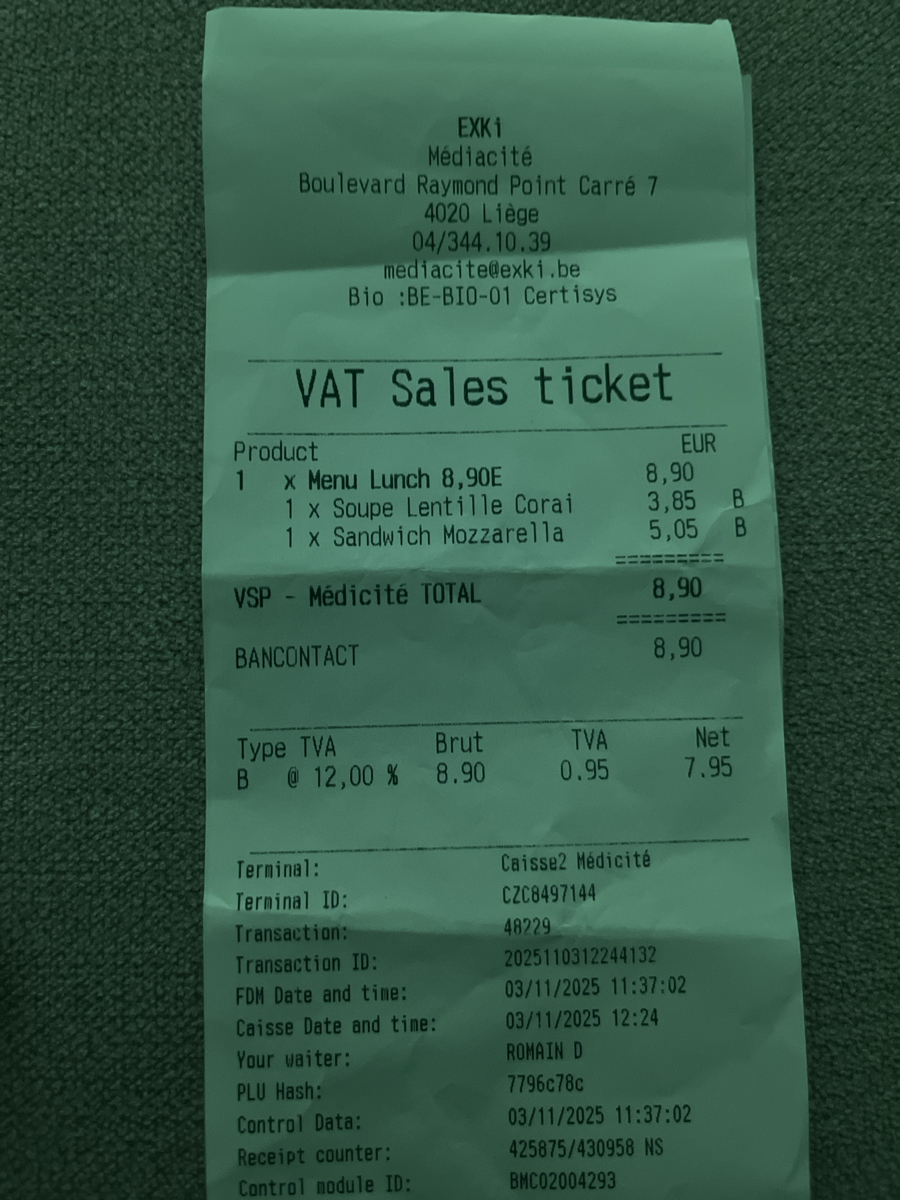 EXKi
Médiacité
Boulevard Raymond Point Carré 7
4020 Liège
04/344.10.39
mediacite@exki.be
Bio :BE-BIO-01 Certisys
VAT Sales ticket
Product EUR
1 x Menu Lunch 8,90E 8,90
1 x Soupe Lentille Corai 3,85 B
1 x Sandwich Mozzarella 5,05 B
=========
VSP - Médicité TOTAL 8,90
=========
BANCONTACT 8,90
Type TVA Brut TVA Net
B @ 12,00 % 8.90 0.95 7.95
Terminal: Caisse2 Médicité
Terminal ID: CZC8497144
Transaction: 48229
Transaction ID: 2025110312244132
FDM Date and time: 03/11/2025 11:37:02
Caisse Date and time: 03/11/2025 12:24
Your waiter: ROMAIN D
PLU Hash: 7796c78c
Control Data: 03/11/2025 11:37:02
Receipt counter: 425875/430958 NS
Control module ID: BMC02004293